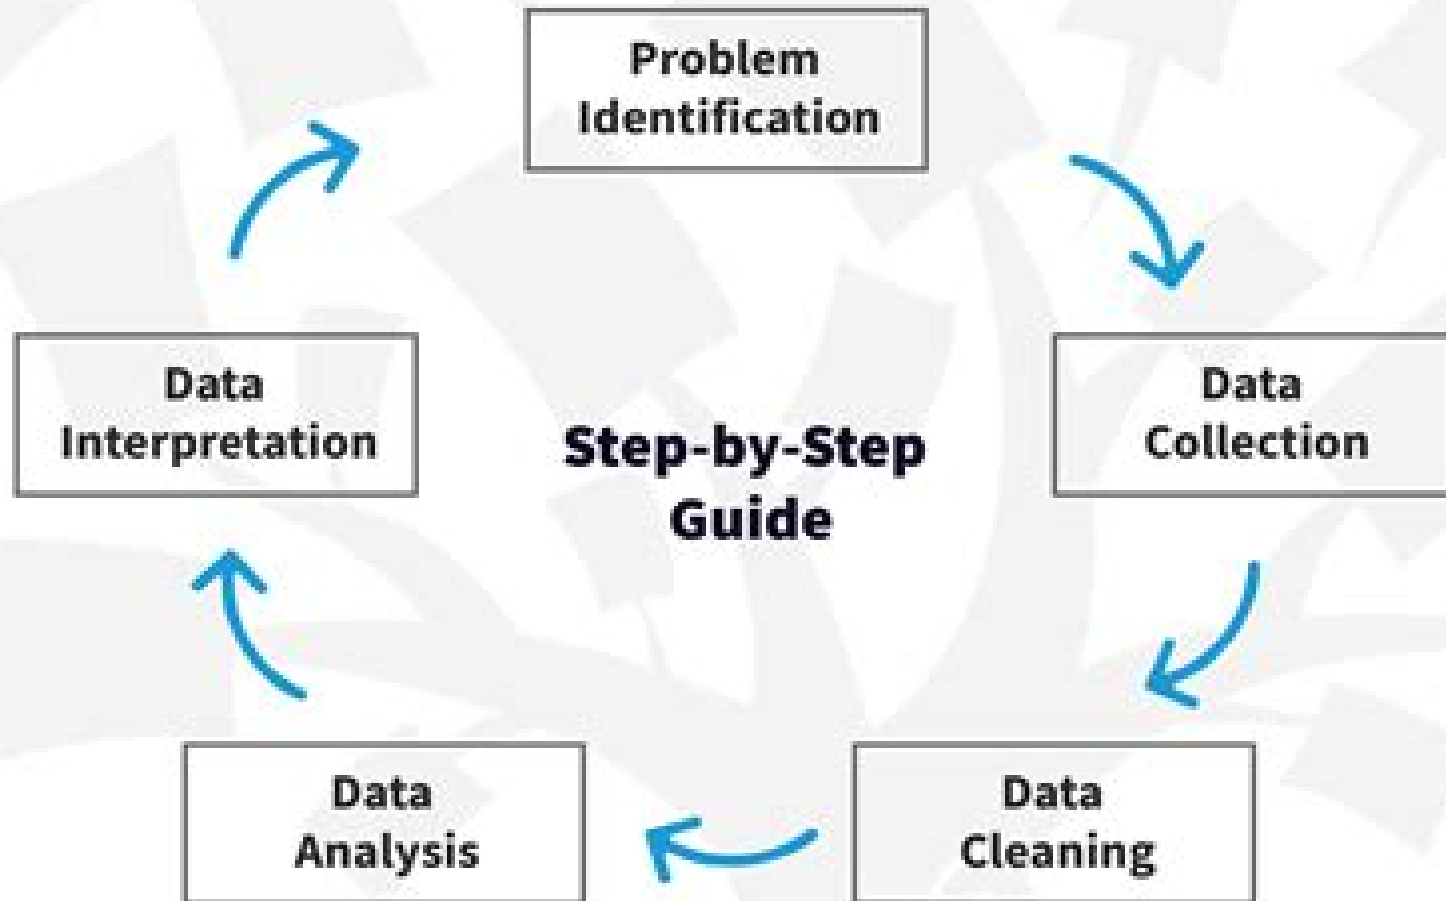 Problem
Identification
Data
Collection
Data
Cleaning
Data
Analysis
Data
Interpretation
Step-by-Step
Guide